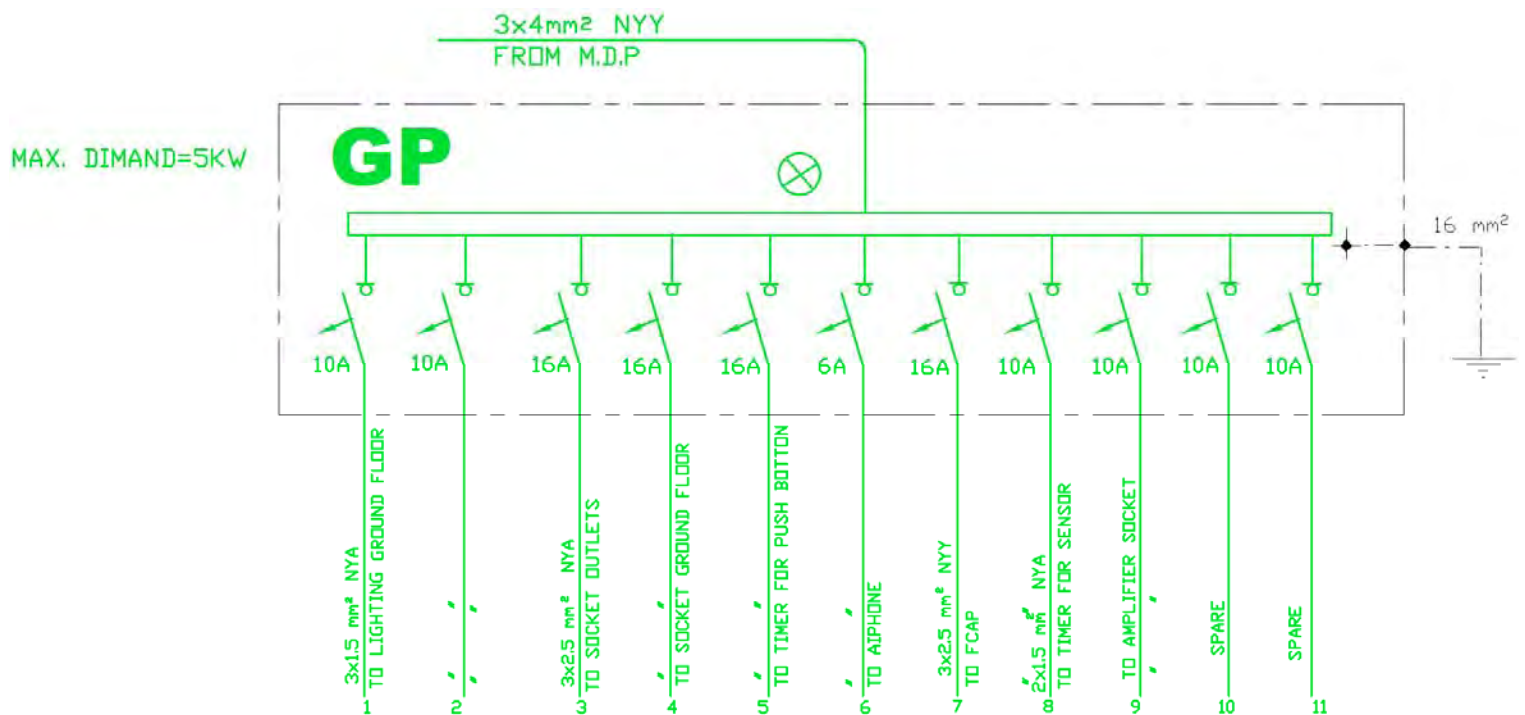 3x4mm² NYY
FROM M.D.P
MAX. DIMAND=5KW
GP
16 mm²
10A
10A
16A
16A
16A
6A
16A
10A
10A
10A
10A
3x1.5 mm² NYA
TO LIGHTING GROUND FLOOR
" "
" "
3x2.5 mm² NYA
TO SOCKET OUTLETS
"
TO SOCKET GROUND FLOOR
"
" TO TIMER FOR PUSH BOTTON
"
" TO AIPHONE
3x2.5 mm² NYY
TO FCAP
"2x1.5 mm² NYA
TO TIMER FOR SENSOR
TO AMPLIFIER SOCKET
" "
SPARE
SPARE
1
2
3
4
5
6
7
8
9
10
11